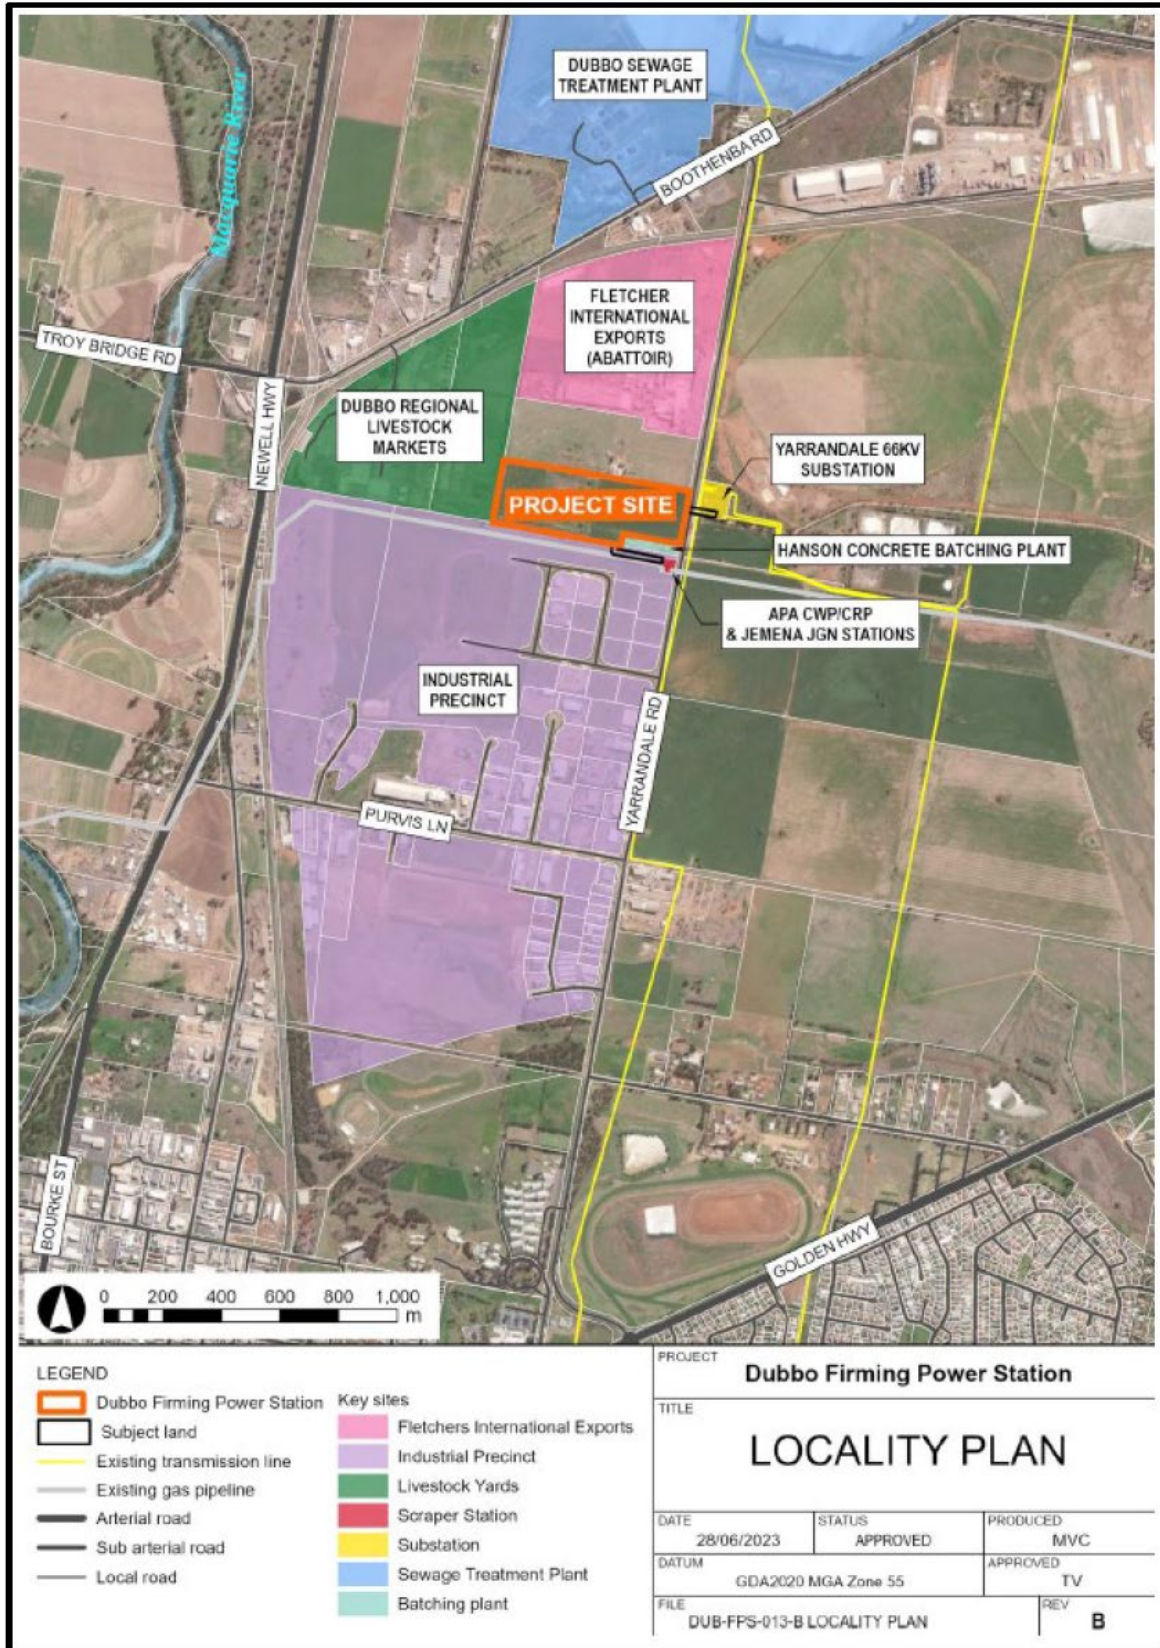 DUBBO SEWAGE
TREATMENT PLANT
Macquarie River
BOOTHENBA RD
FLETCHER
INTERNATIONAL
EXPORTS
(ABATTOIR)
TROY BRIDGE RD
NEWELL HWY
DUBBO REGIONAL
LIVESTOCK
MARKETS
YARRANDALE 66KV
SUBSTATION
PROJECT SITE
HANSON CONCRETE BATCHING PLANT
APA CWP/CRP
& JEMENA JGN STATIONS
INDUSTRIAL
PRECINCT
YARRANDALE RD
PURVIS LN
BOURKE ST
GOLDEN HWY
0 200 400 600 800 1,000
m
LEGEND
Dubbo Firming Power Station
Subject land
Existing transmission line
Existing gas pipeline
Arterial road
Sub arterial road
Local road
Key sites
Fletchers International Exports
Industrial Precinct
Livestock Yards
Scraper Station
Substation
Sewage Treatment Plant
Batching plant
PROJECT
Dubbo Firming Power Station
TITLE
LOCALITY PLAN
DATE
28/06/2023
STATUS
APPROVED
PRODUCED
MVC
DATUM
GDA2020 MGA Zone 55
APPROVED
TV
FILE
DUB-FPS-013-B LOCALITY PLAN
REV
B